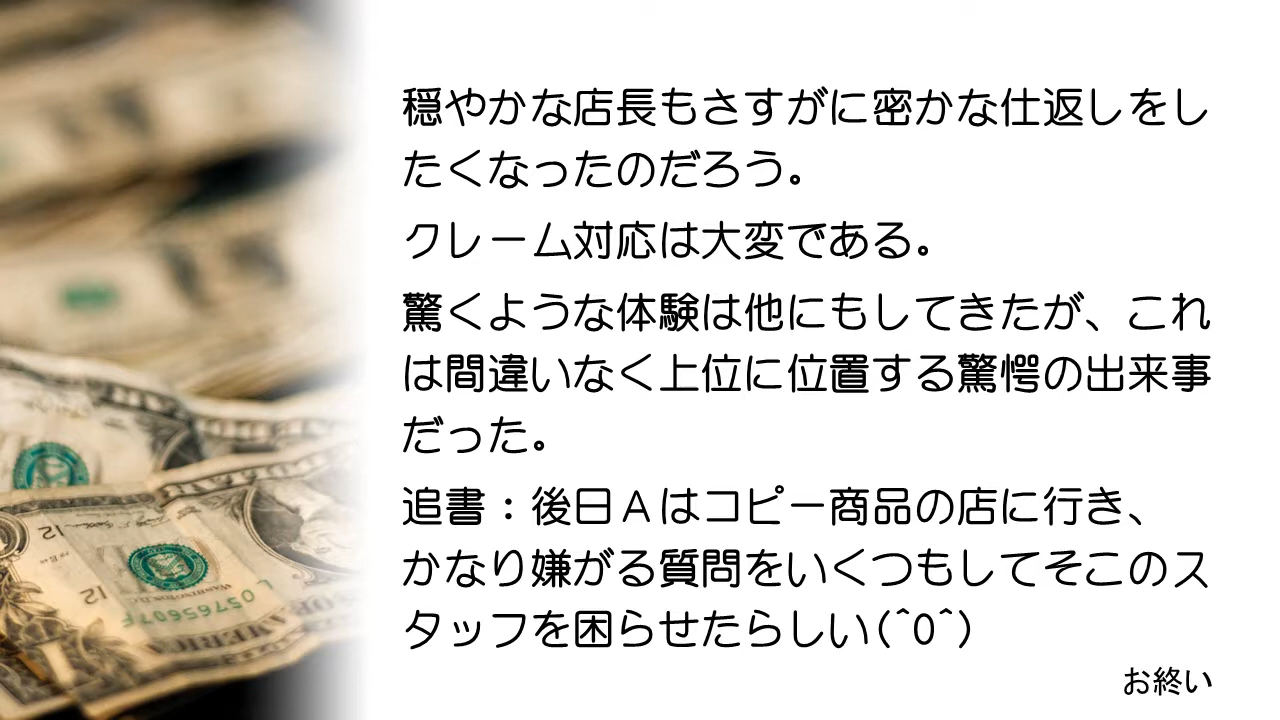 穏やかな店長もさすがに密かな仕返しをし
たくなったのだろう。
クレーム対応は大変である。
驚くような体験は他にもしてきたが、これ
は間違いなく上位に位置する驚愕の出来事
だった。
追書：後日Ａはコピー商品の店に行き、
かなり嫌がる質問をいくつもしてそこのス
タッフを困らせたらしい(^O^)
お終い
12
12
05765607F
AMERICA